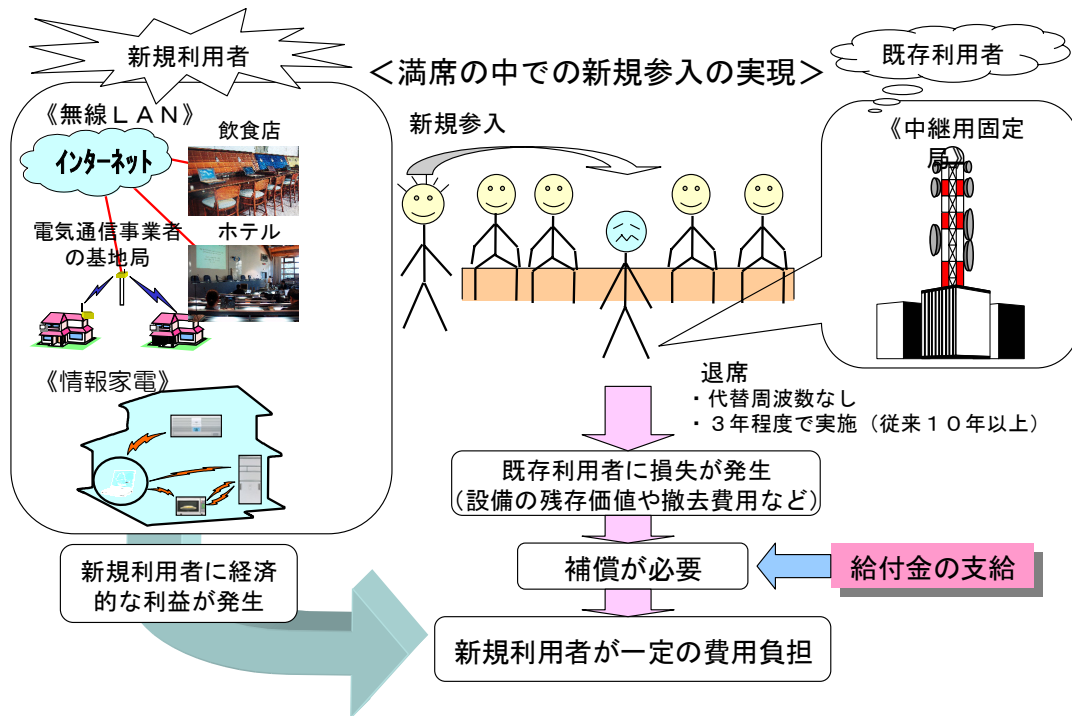 新規利用者
＜満席の中での新規参入の実現＞
既存利用者
《無線ＬＡＮ》
飲食店
インターネット
電気通信事業者
の基地局
ホテル
《情報家電》
新規参入
《中継用固定
局》
退席
・代替周波数なし
・３年程度で実施（従来１０年以上）
既存利用者に損失が発生
（設備の残存価値や撤去費用など）
補償が必要
給付金の支給
新規利用者に経済
的な利益が発生
新規利用者が一定の費用負担